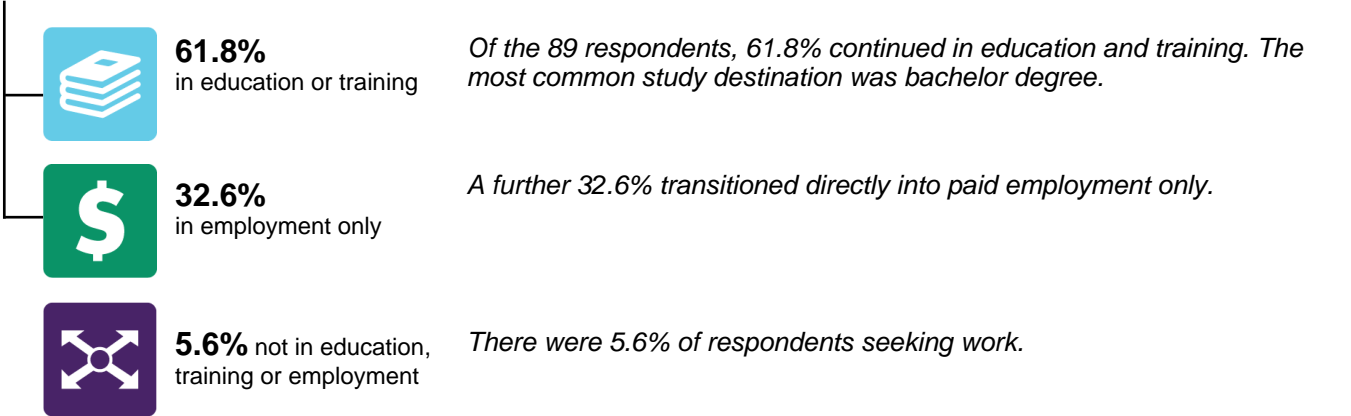 61.8%
in education or training
Of the 89 respondents, 61.8% continued in education and training. The
most common study destination was bachelor degree.
$
32.6%
in employment only
A further 32.6% transitioned directly into paid employment only.
5.6% not in education,
training or employment
There were 5.6% of respondents seeking work.